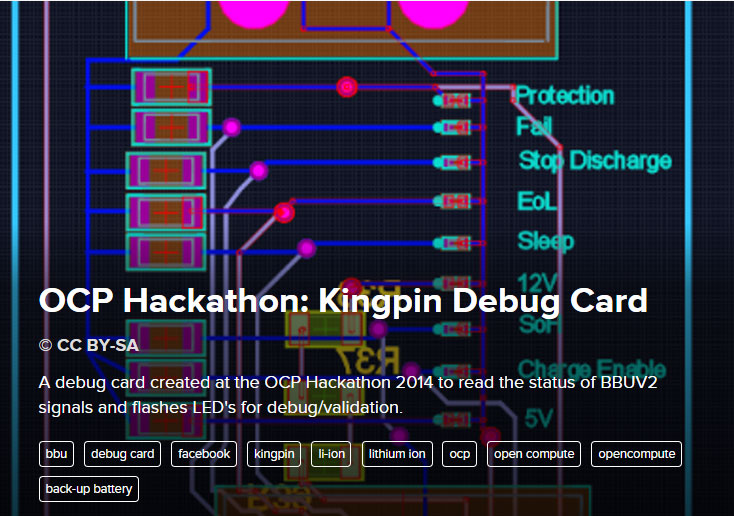 Protection
Fail
Stop Discharge
EoL
Sleep
12V
OCP Hackathon: Kingpin Debug Card
SoH
© CC BY-SA
R37
Charge Enable
A debug card created at the OCP Hackathon 2014 to read the status of BBUV2
signals and flashes LED's for debug/validation.
5V
bbu
debug card
facebook
kingpin
li-ion
lithium ion
ocp
open compute
opencompute
back-up battery